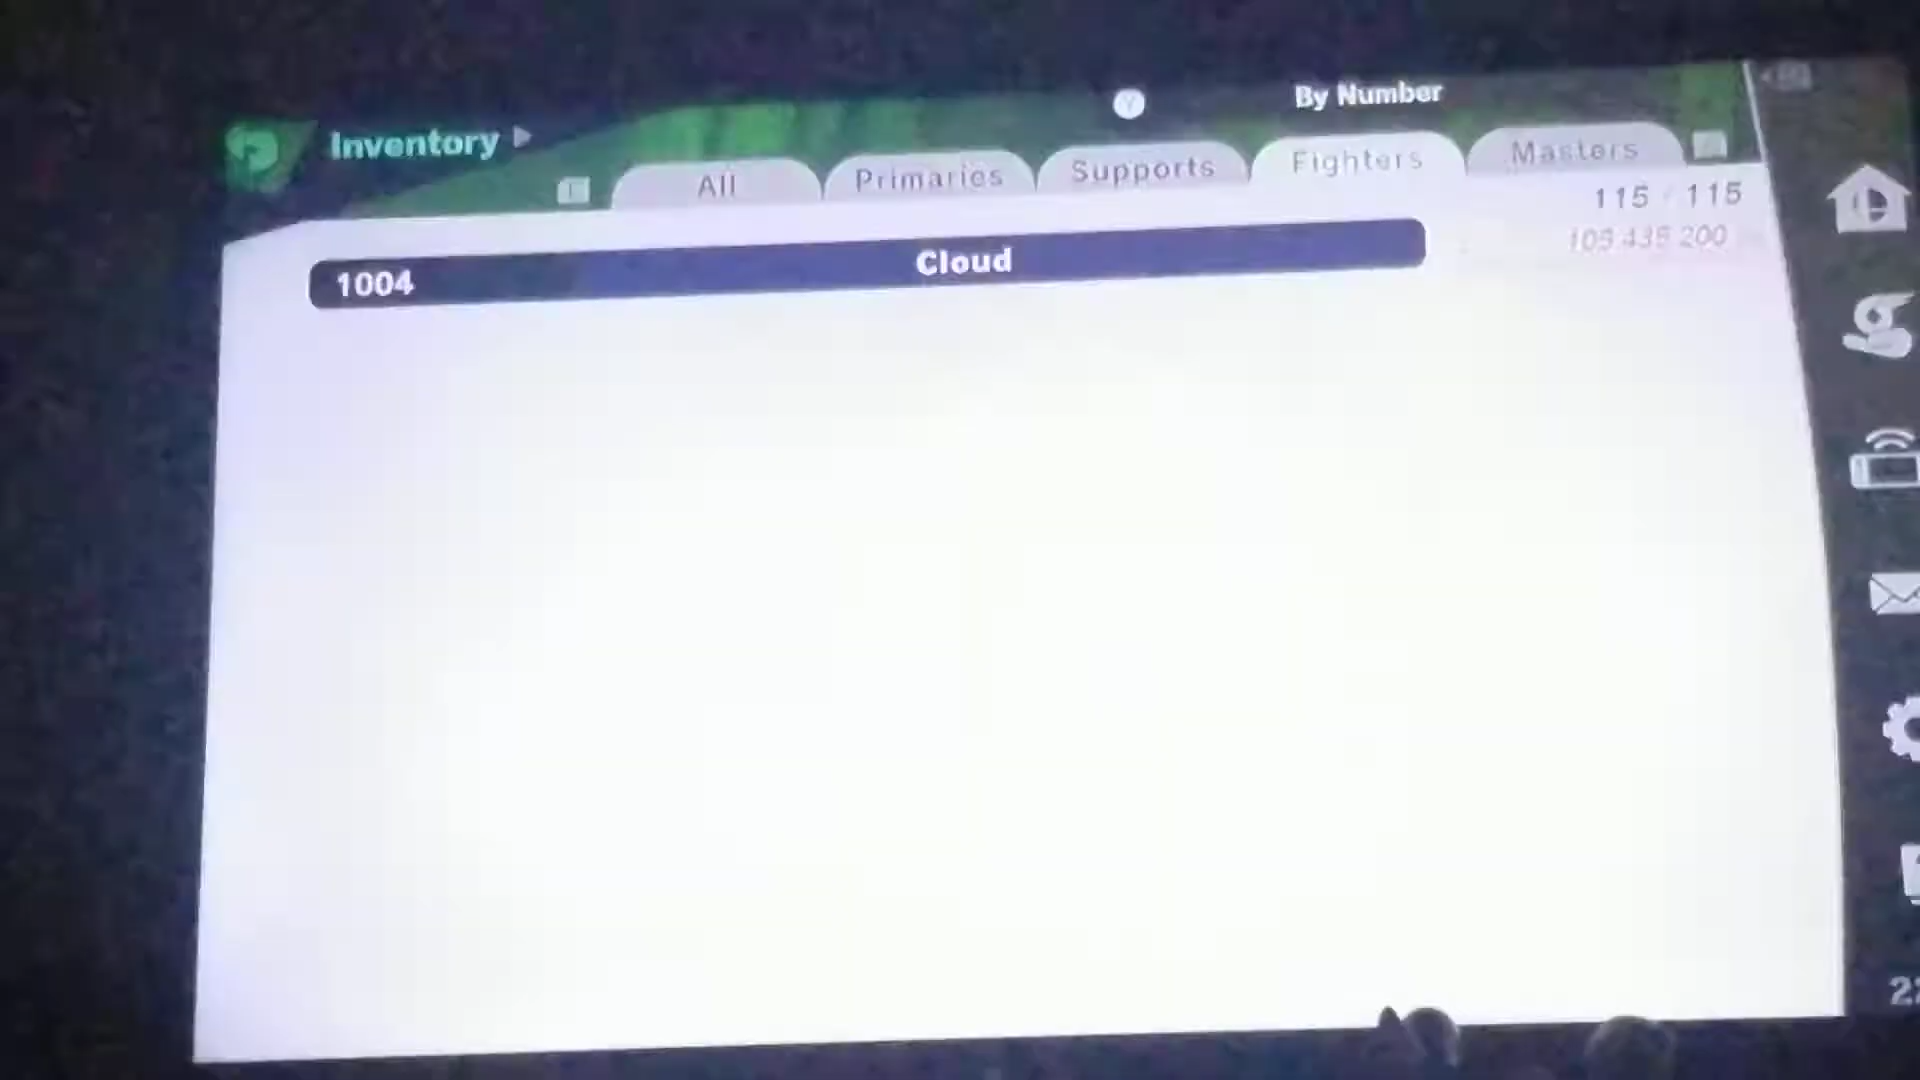 By Number
Inventory
All
Primaries
Supports
Fighters
Masters
115 / 115
1004
Cloud